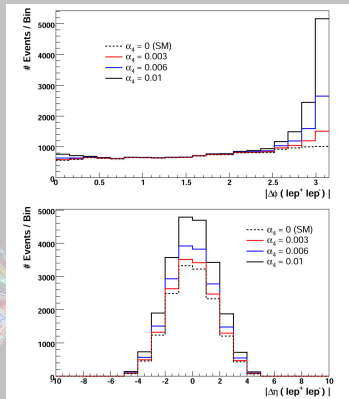 # Events / Bin
5000
4000
3000
2000
1000
0
α₄ = 0 (SM)
α₄ = 0.003
α₄ = 0.006
α₄ = 0.01
0 0.5 1 1.5 2 2.5 3
|Δϕ ( lep⁺ lep⁻) |
# Events / Bin
5000
4000
3000
2000
1000
0
α₄ = 0 (SM)
α₄ = 0.003
α₄ = 0.006
α₄ = 0.01
-10 -8 -6 -4 -2 0 2 4 6 8 10
|Δη ( lep⁺ lep⁻) |